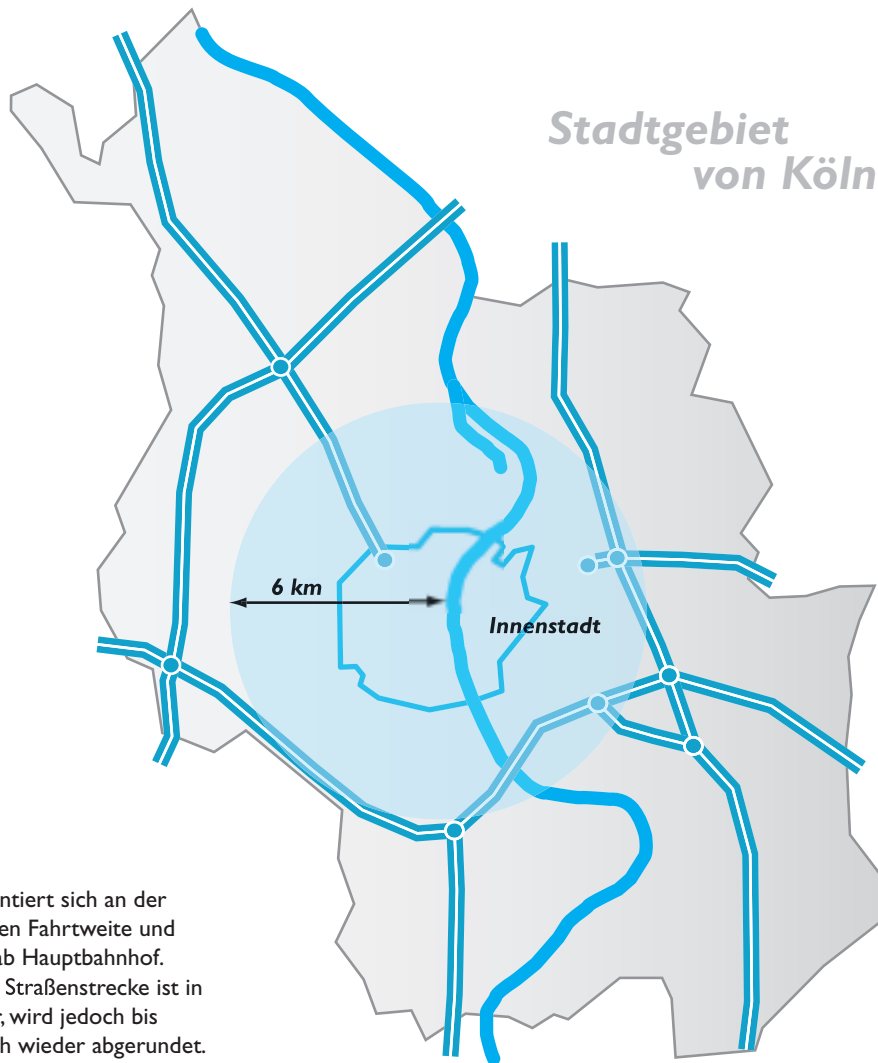 Stadtgebiet
von Köln
6 km
Innenstadt
ntiert sich an der
en Fahrtweite und
ab Hauptbahnhof.
Straßenstrecke ist in
, wird jedoch bis
h wieder abgerundet.